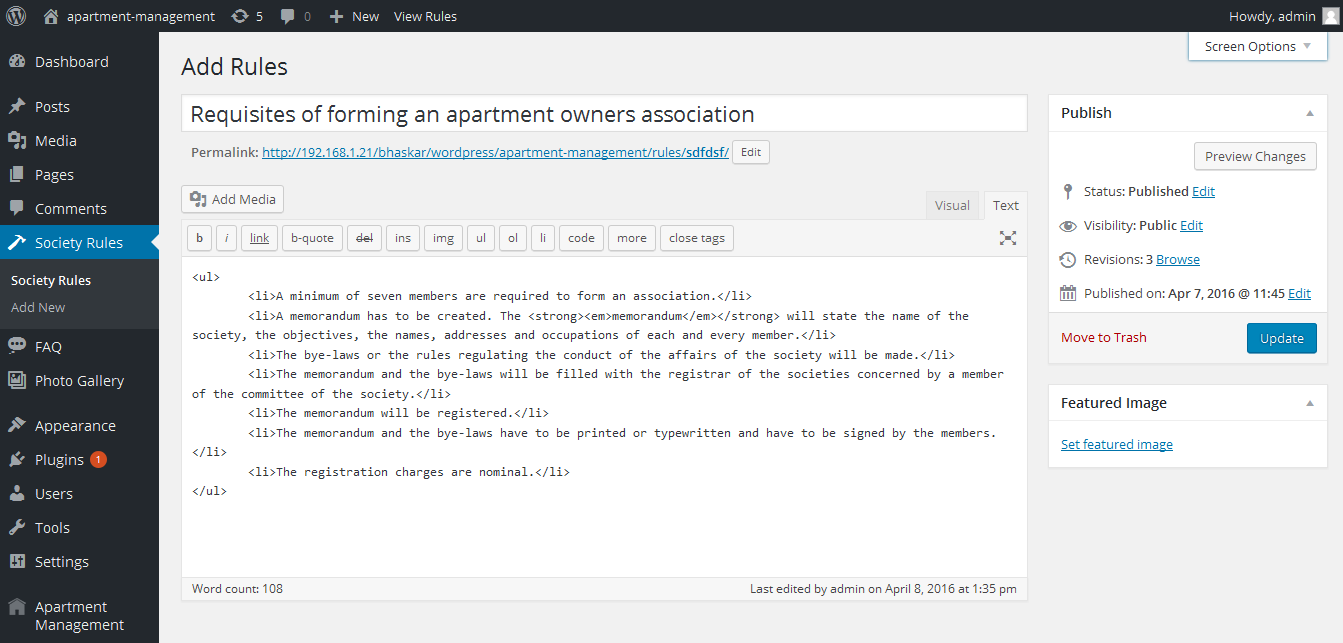 apartment-management 5 0 New View Rules Howdy, admin
Screen Options
Dashboard
Posts
Media
Pages
Comments
Society Rules
Society Rules
Add New
FAQ
Photo Gallery
Appearance
Plugins 1
Users
Tools
Settings
Apartment
Management
Add Rules
Requisites of forming an apartment owners association
Permalink: http://192.168.1.21/bhaskar/wordpress/apartment-management/rules/sdfdsf/ Edit
Add Media
Visual Text
b i link b-quote del ins img ul ol li code more close tags
<ul>
<li>A minimum of seven members are required to form an association.</li>
<li>A memorandum has to be created. The <strong><em>memorandum</em></strong> will state the name of the
society, the objectives, the names, addresses and occupations of each and every member.</li>
<li>The bye-laws or the rules regulating the conduct of the affairs of the society will be made.</li>
<li>The memorandum and the bye-laws will be filled with the registrar of the societies concerned by a member
of the committee of the society.</li>
<li>The memorandum will be registered.</li>
<li>The memorandum and the bye-laws have to be printed or typewritten and have to be signed by the members.
</li>
<li>The registration charges are nominal.</li>
</ul>
Word count: 108 Last edited by admin on April 8, 2016 at 1:35 pm
Publish
Preview Changes
Status: Published Edit
Visibility: Public Edit
Revisions: 3 Browse
Published on: Apr 7, 2016 @ 11:45 Edit
Move to Trash Update
Featured Image
Set featured image